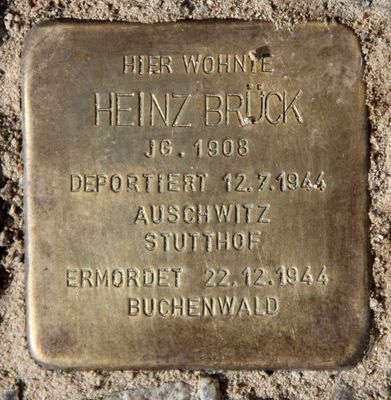 HIER WOHNTE
HEINZ BRÜCK
JG. 1908
DEPORTIERT 12.7.1944
AUSCHWITZ
STUTTHOF
ERMORDET 22.12.1944
BUCHENWALD